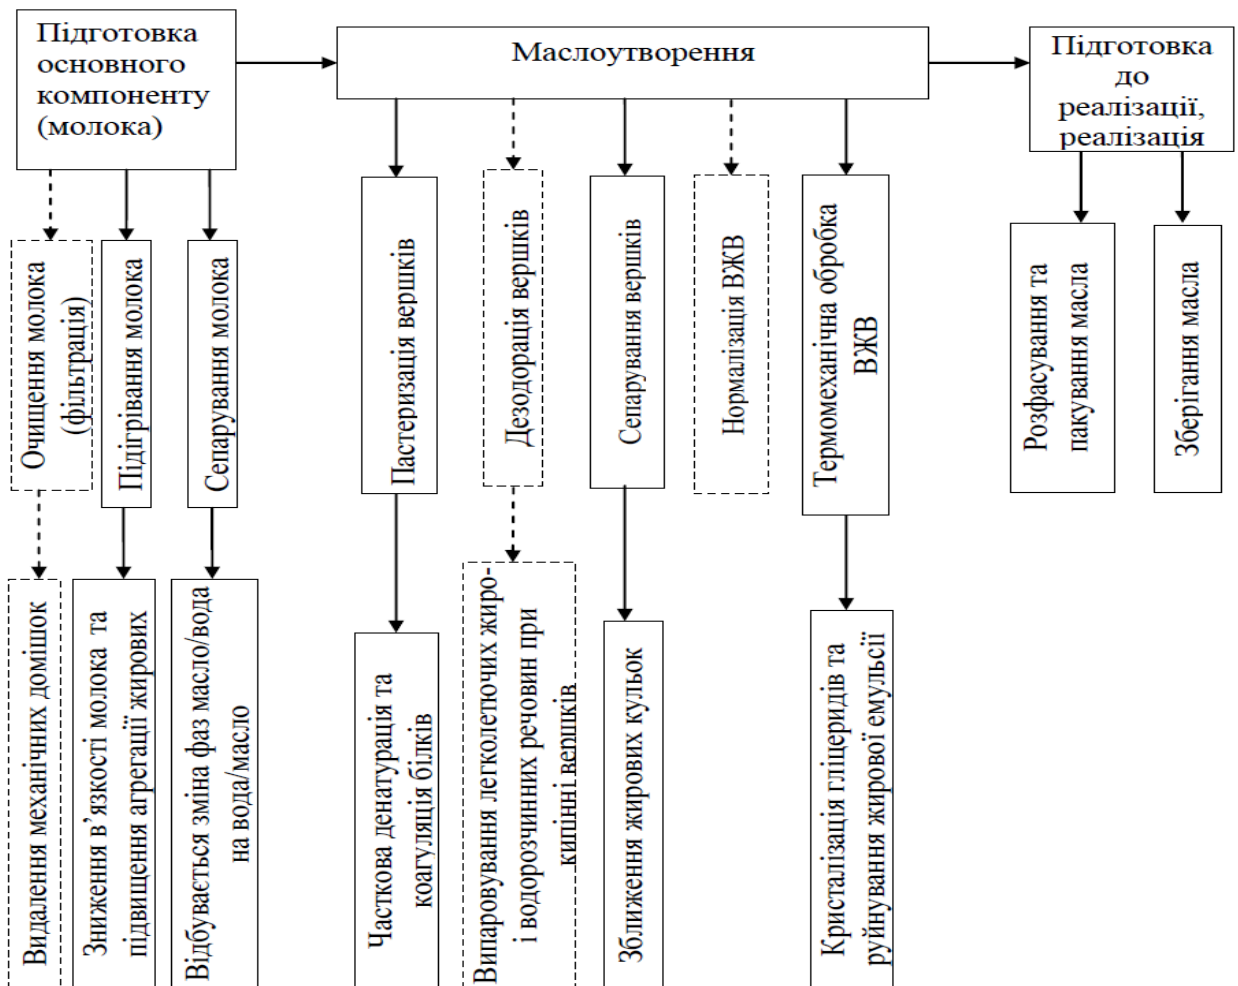 Підготовка
основного
компоненту
(молока)
Маслоутворення
Підготовка
до
реалізації,
реалізація
Очищення молока
(фільтрація)
Підігрівання молока
Сепарування молока
Пастеризація вершків
Дезодорація вершків
Сепарування вершків
Нормалізація ВЖВ
Термомеханічна обробка
ВЖВ
Розфасування та
пакування масла
Зберігання масла
Видалення механічних домішок
Зниження в’язкості молока та
підвищення агрегації жирових
Відбувається зміна фаз масло/вода
на вода/масло
Часткова денатурація та
коагуляція білків
Випаровування легколетючих жиро-
і водорозчинних речовин при
кипінні вершків
Зближення жирових кульок
Кристалізація гліцеридів та
руйнування жирової емульсії